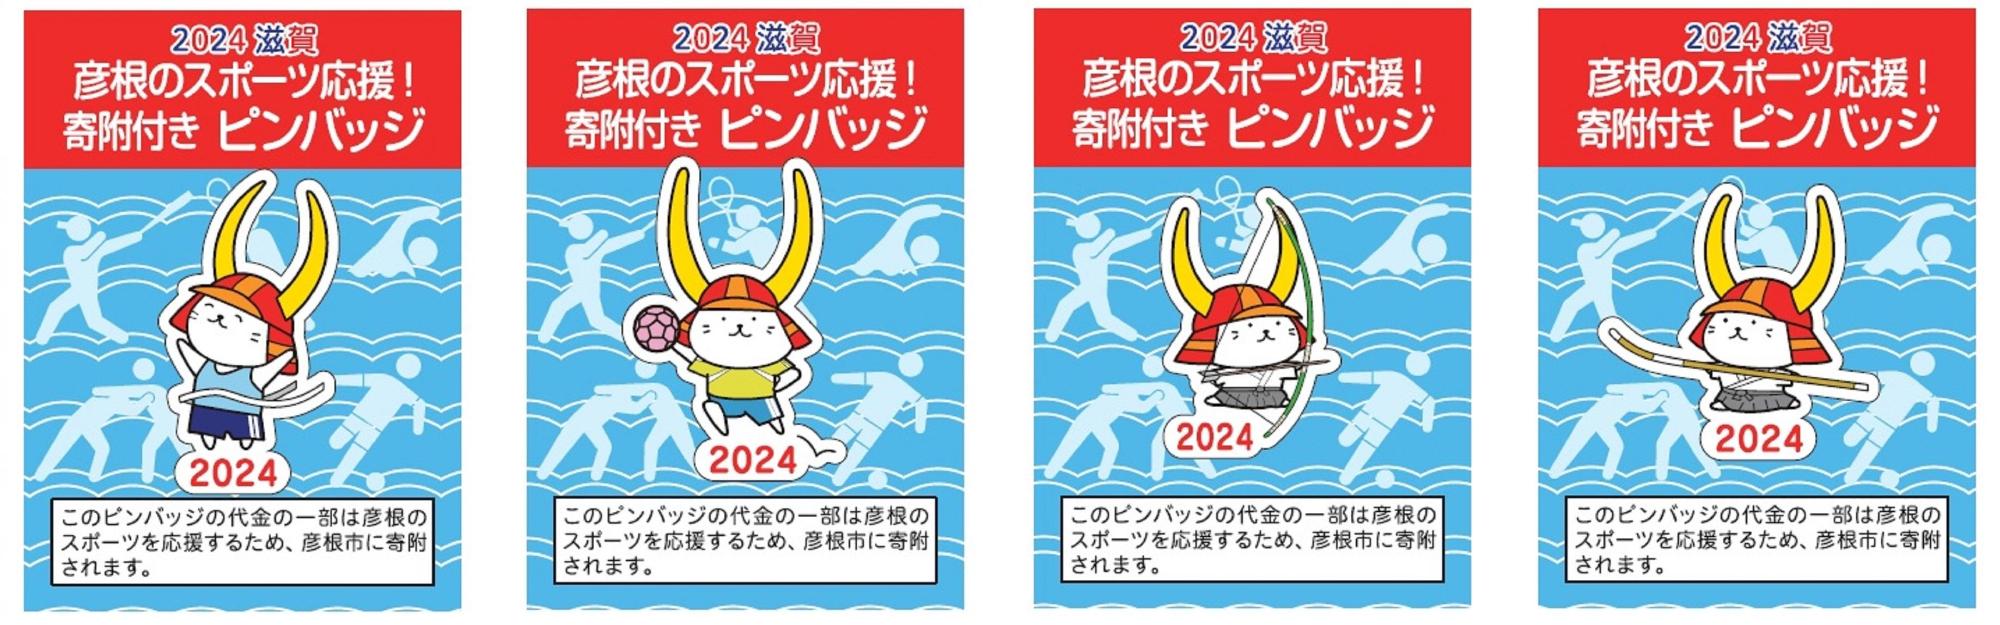 2024 滋賀
彦根のスポーツ応援！
寄附付き ピンバッジ
2024
このピンバッジの代金の一部は彦根の
スポーツを応援するため、彦根市に寄附
されます。
2024 滋賀
彦根のスポーツ応援！
寄附付き ピンバッジ
2024
このピンバッジの代金の一部は彦根の
スポーツを応援するため、彦根市に寄附
されます。
2024 滋賀
彦根のスポーツ応援！
寄附付き ピンバッジ
2024
このピンバッジの代金の一部は彦根の
スポーツを応援するため、彦根市に寄附
されます。
2024 滋賀
彦根のスポーツ応援！
寄附付き ピンバッジ
2024
このピンバッジの代金の一部は彦根の
スポーツを応援するため、彦根市に寄附
されます。